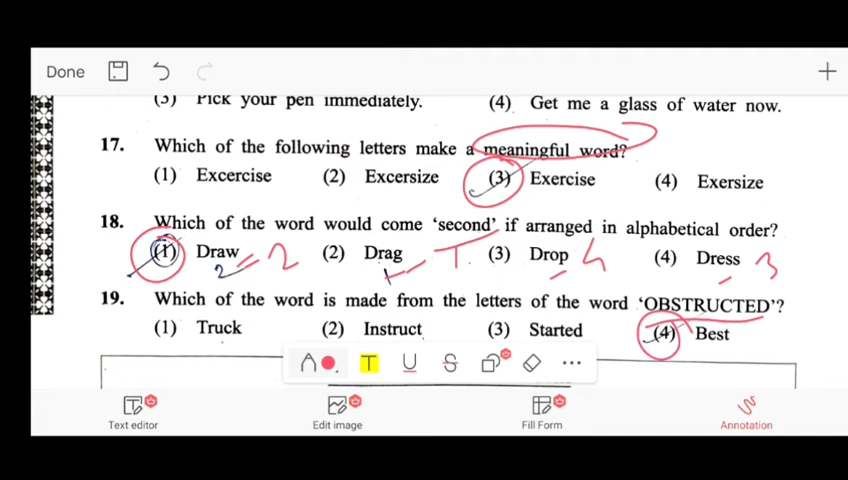 Done
(3) Pick your pen immediately. (4) Get me a glass of water now.
17. Which of the following letters make a meaningful word?
(1) Excercise (2) Excersize (3) Exercise (4) Exersize
18. Which of the word would come 'second' if arranged in alphabetical order?
(1) Draw = 2 (2) Drag - 1 (3) Drop - 4 (4) Dress - 3
2
19. Which of the word is made from the letters of the word 'OBSTRUCTED'?
(1) Truck (2) Instruct (3) Started (4) Best
T U S
Text editor Edit image Fill Form Annotation